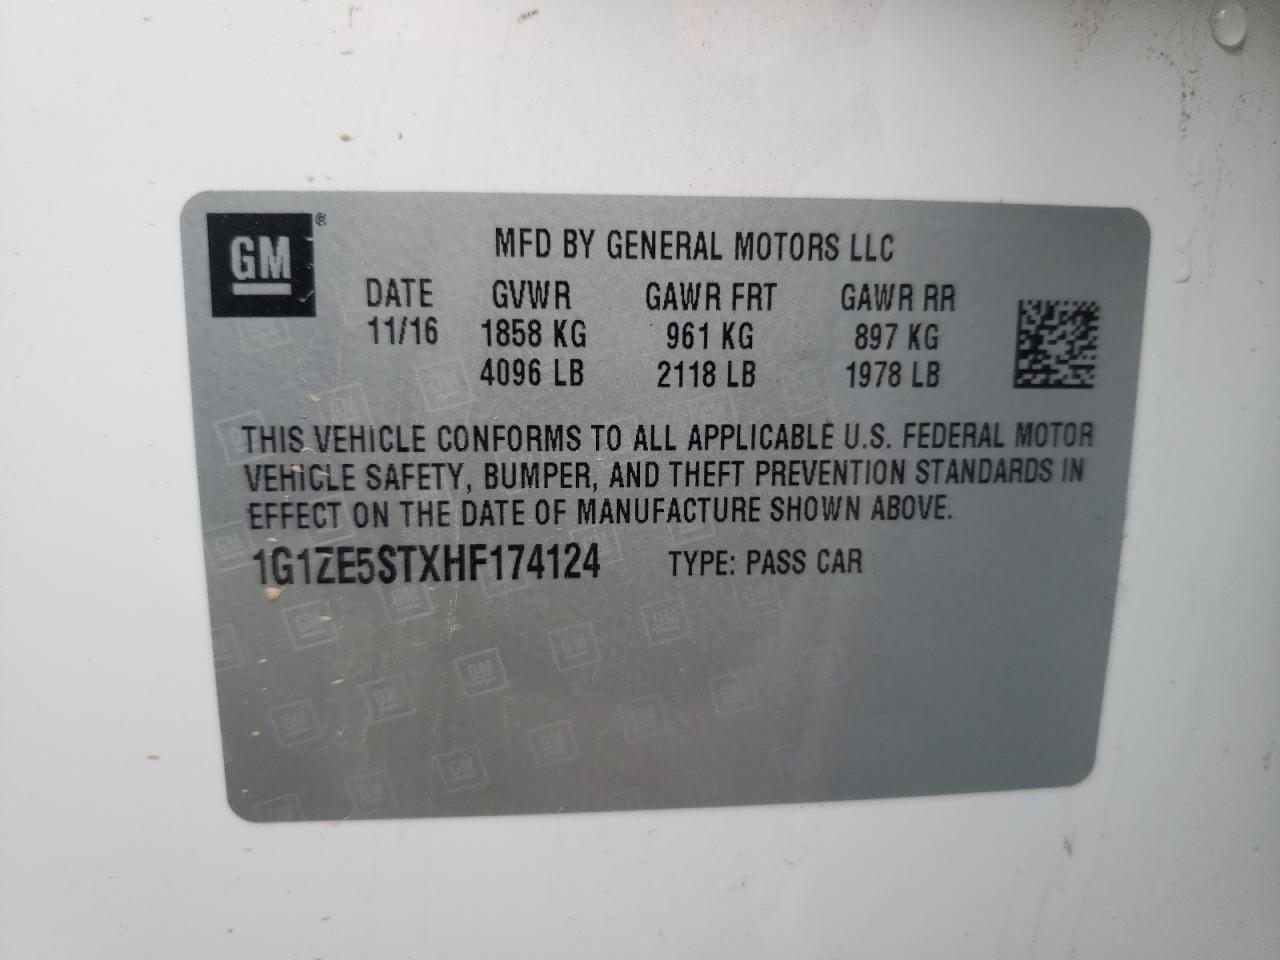 GM ®
MFD BY GENERAL MOTORS LLC
DATE GVWR GAWR FRT GAWR RR
11/16 1858 KG 961 KG 897 KG
4096 LB 2118 LB 1978 LB
THIS VEHICLE CONFORMS TO ALL APPLICABLE U.S. FEDERAL MOTOR
VEHICLE SAFETY, BUMPER, AND THEFT PREVENTION STANDARDS IN
EFFECT ON THE DATE OF MANUFACTURE SHOWN ABOVE.
1G1ZE5STXHF174124 TYPE: PASS CAR